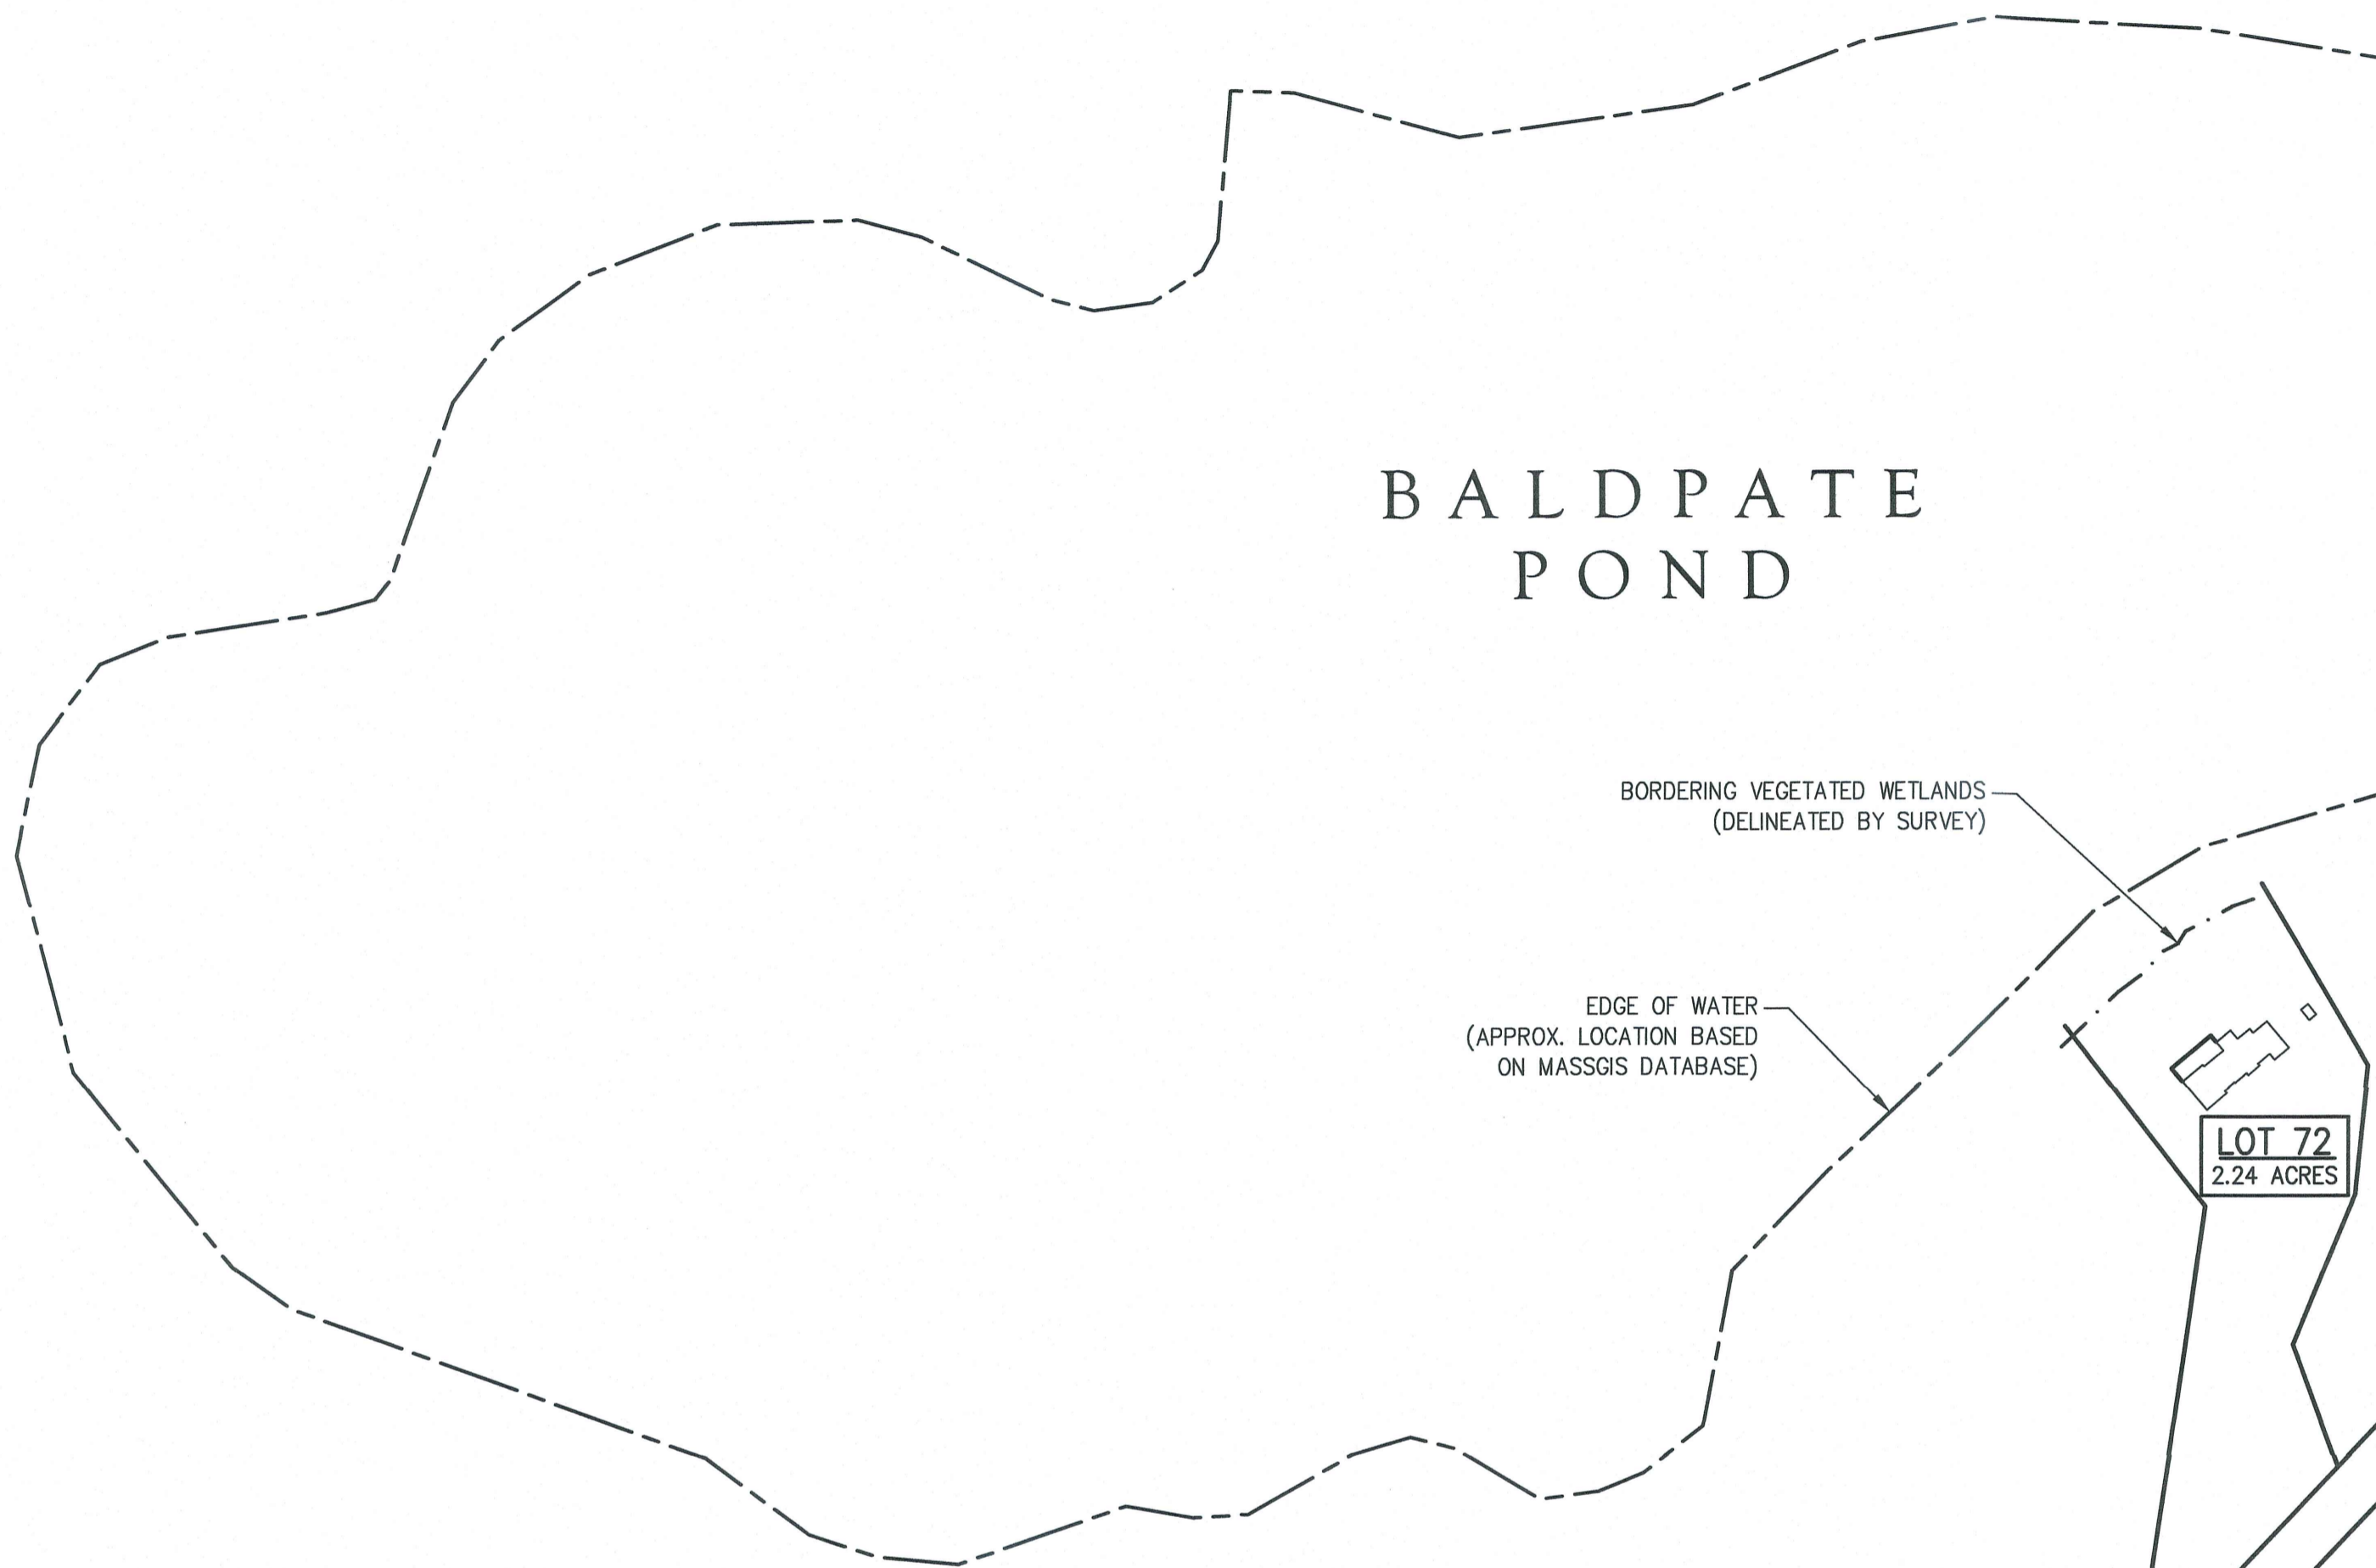 BALDPATE
POND
BORDERING VEGETATED WETLANDS
(DELINEATED BY SURVEY)
EDGE OF WATER
(APPROX. LOCATION BASED
ON MASSGIS DATABASE)
LOT 72
2.24 ACRES